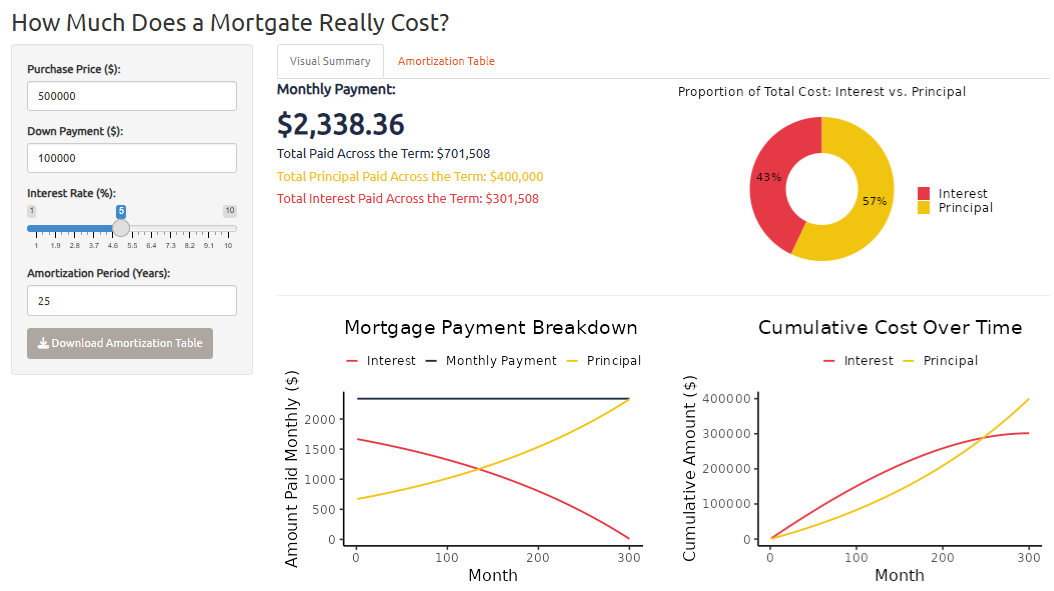 How Much Does a Mortgate Really Cost?
Purchase Price ($):
500000
Down Payment ($):
100000
Interest Rate (%):
1 5 10
1 1.9 2.8 3.7 4.6 5.5 6.4 7.3 8.2 9.1 10
Amortization Period (Years):
25
Download Amortization Table
Visual Summary Amortization Table
Monthly Payment:
$2,338.36
Total Paid Across the Term: $701,508
Total Principal Paid Across the Term: $400,000
Total Interest Paid Across the Term: $301,508
Proportion of Total Cost: Interest vs. Principal
43%
57%
Interest
Principal
Mortgage Payment Breakdown
Interest Monthly Payment Principal
Amount Paid Monthly ($)
2000
1500
1000
500
0
0 100 200 300
Month
Cumulative Cost Over Time
Interest Principal
Cumulative Amount ($)
400000
300000
200000
100000
0
0 100 200 300
Month